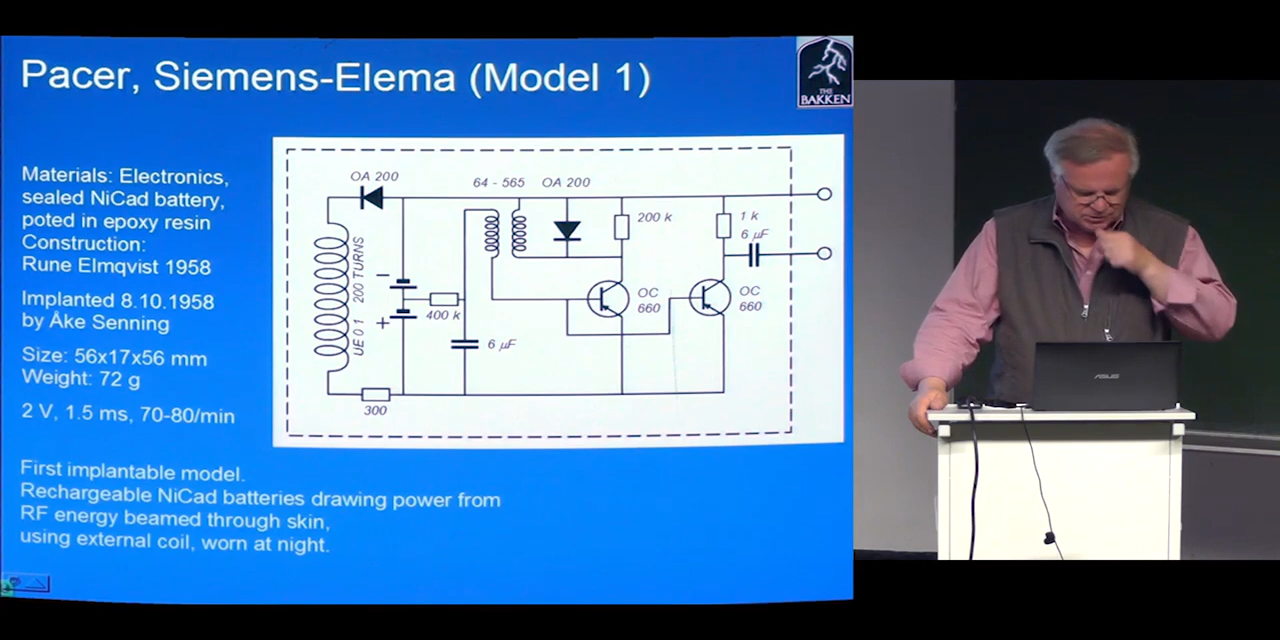 Pacer, Siemens-Elema (Model 1)
THE
BAKKEN
Materials: Electronics,
sealed NiCad battery,
poted in epoxy resin
Construction:
Rune Elmqvist 1958
Implanted 8.10.1958
by Åke Senning
Size: 56x17x56 mm
Weight: 72 g
2 V, 1.5 ms, 70-80/min
OA 200
64 - 565
OA 200
200 k
1 k
6 µF
UE 0 1 200 TURNS
−
+
400 k
6 µF
OC
660
OC
660
300
First implantable model.
Rechargeable NiCad batteries drawing power from
RF energy beamed through skin,
using external coil, worn at night.
ASUS